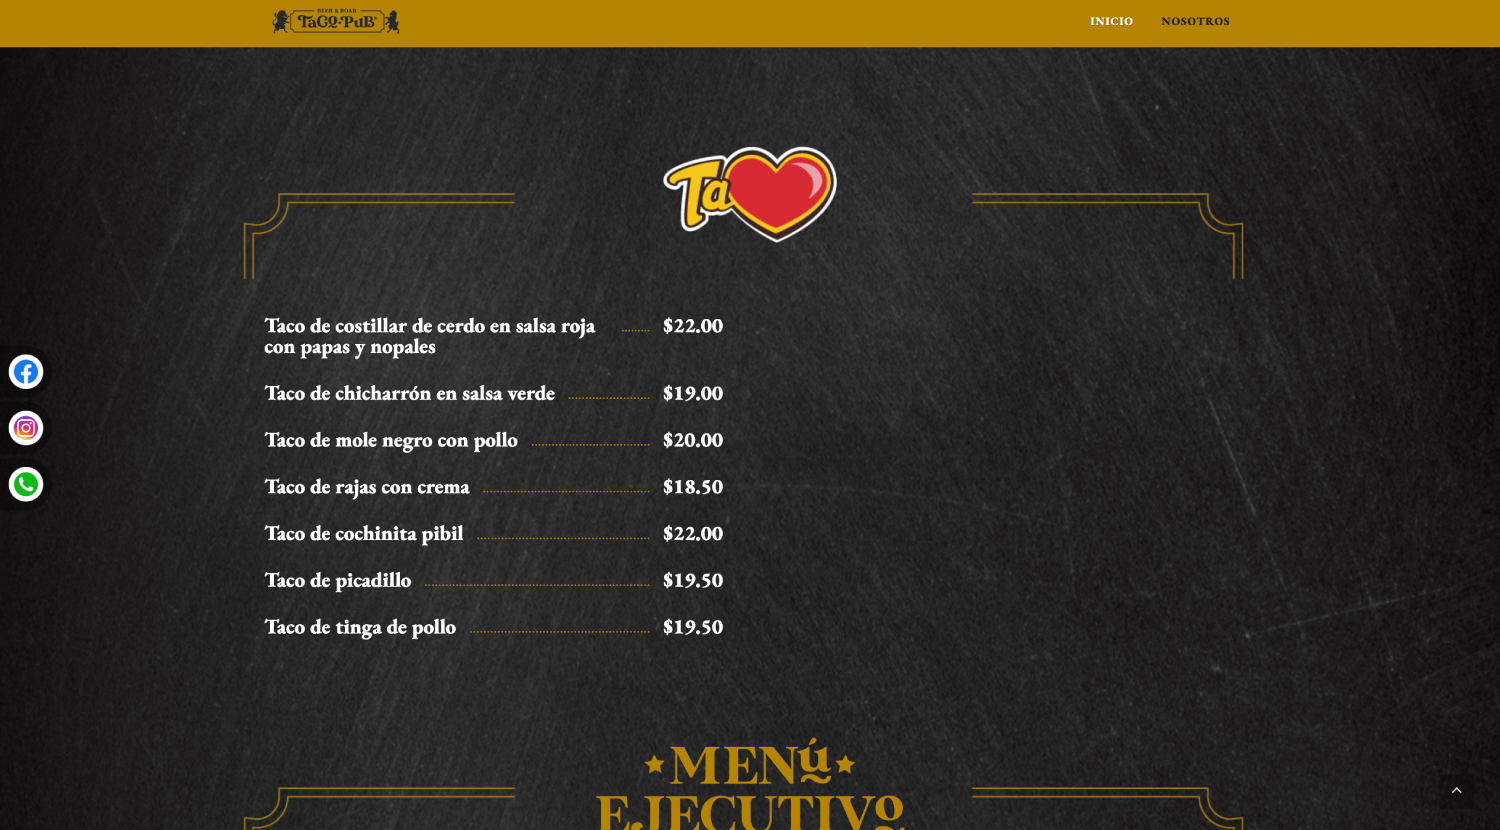 BEER & ROAR
TaCO·PuB
INICIO
NOSOTROS
Ta
Taco de costillar de cerdo en salsa roja
con papas y nopales
$22.00
Taco de chicharrón en salsa verde
$19.00
Taco de mole negro con pollo
$20.00
Taco de rajas con crema
$18.50
Taco de cochinita pibil
$22.00
Taco de picadillo
$19.50
Taco de tinga de pollo
$19.50
MENú
EJECUTIVO